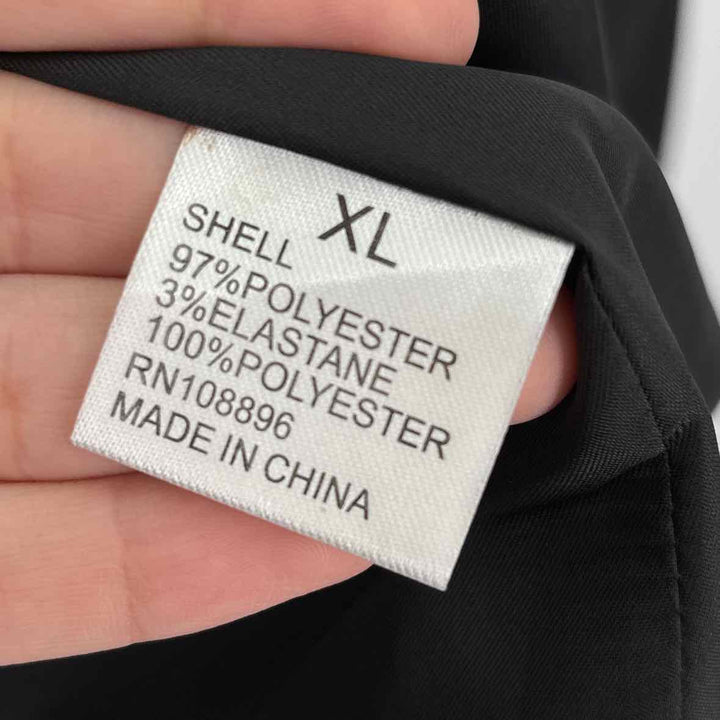 XL
SHELL
97%POLYESTER
3%ELASTANE
100%POLYESTER
RN108896
MADE IN CHINA